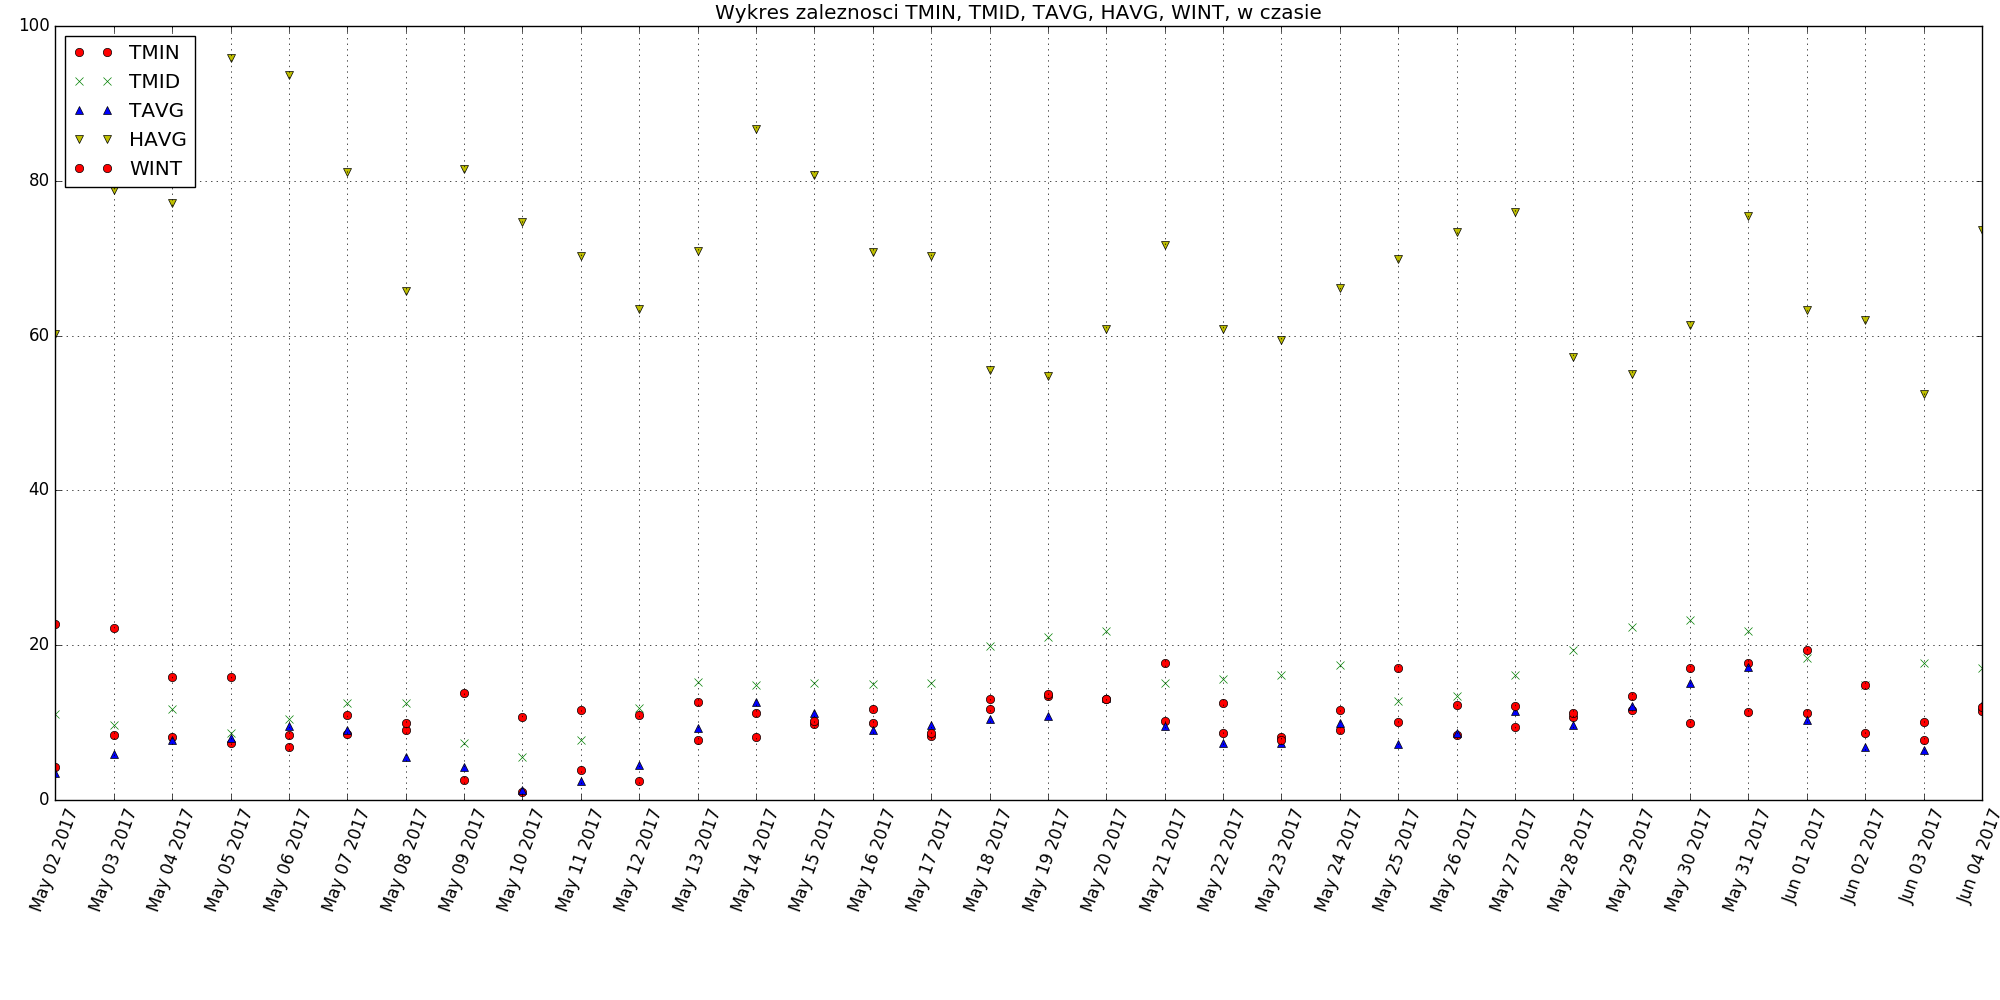 Wykres zaleznosci TMIN, TMID, TAVG, HAVG, WINT, w czasie
100
80
60
40
20
0
TMIN
TMID
TAVG
HAVG
WINT
May 02 2017
May 03 2017
May 04 2017
May 05 2017
May 06 2017
May 07 2017
May 08 2017
May 09 2017
May 10 2017
May 11 2017
May 12 2017
May 13 2017
May 14 2017
May 15 2017
May 16 2017
May 17 2017
May 18 2017
May 19 2017
May 20 2017
May 21 2017
May 22 2017
May 23 2017
May 24 2017
May 25 2017
May 26 2017
May 27 2017
May 28 2017
May 29 2017
May 30 2017
May 31 2017
Jun 01 2017
Jun 02 2017
Jun 03 2017
Jun 04 2017